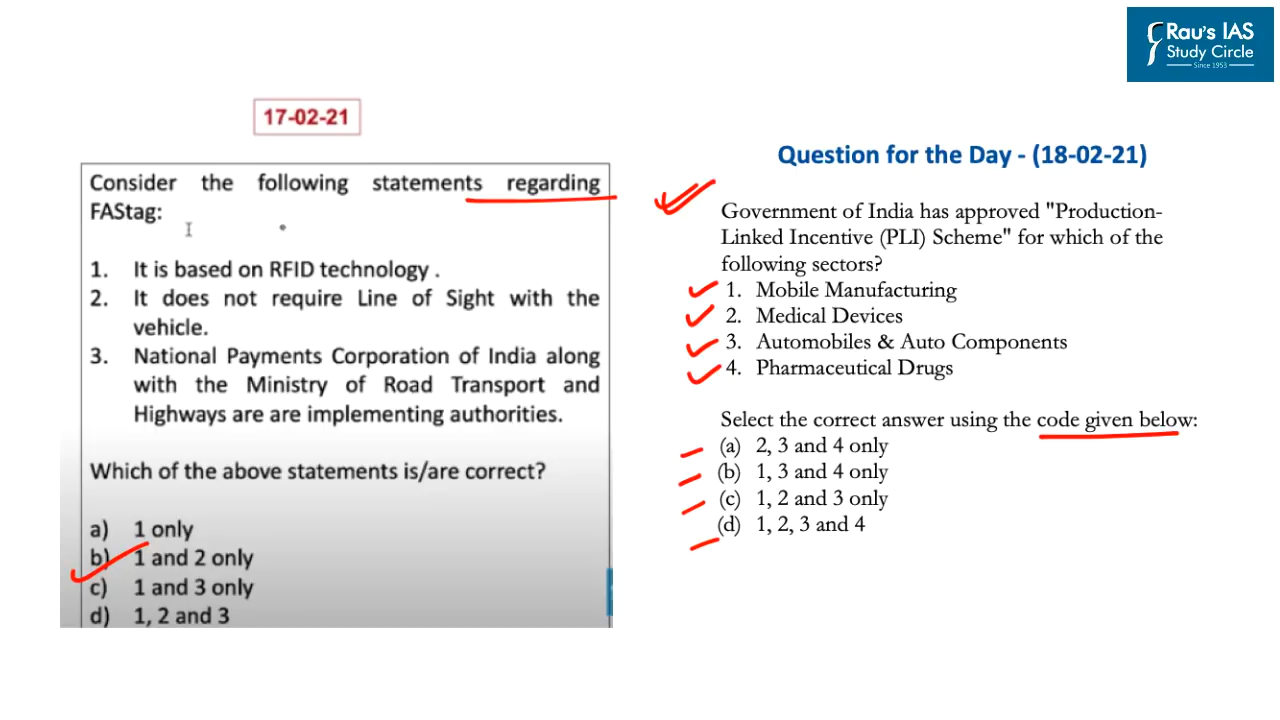 Rau's IAS
Study Circle
Since 1953
17-02-21
Consider the following statements regarding
FAStag:
1. It is based on RFID technology .
2. It does not require Line of Sight with the
vehicle.
3. National Payments Corporation of India along
with the Ministry of Road Transport and
Highways are are implementing authorities.
Which of the above statements is/are correct?
a) 1 only
b) 1 and 2 only
c) 1 and 3 only
d) 1, 2 and 3
Question for the Day - (18-02-21)
Government of India has approved "Production-
Linked Incentive (PLI) Scheme" for which of the
following sectors?
1. Mobile Manufacturing
2. Medical Devices
3. Automobiles & Auto Components
4. Pharmaceutical Drugs
Select the correct answer using the code given below:
(a) 2, 3 and 4 only
(b) 1, 3 and 4 only
(c) 1, 2 and 3 only
(d) 1, 2, 3 and 4